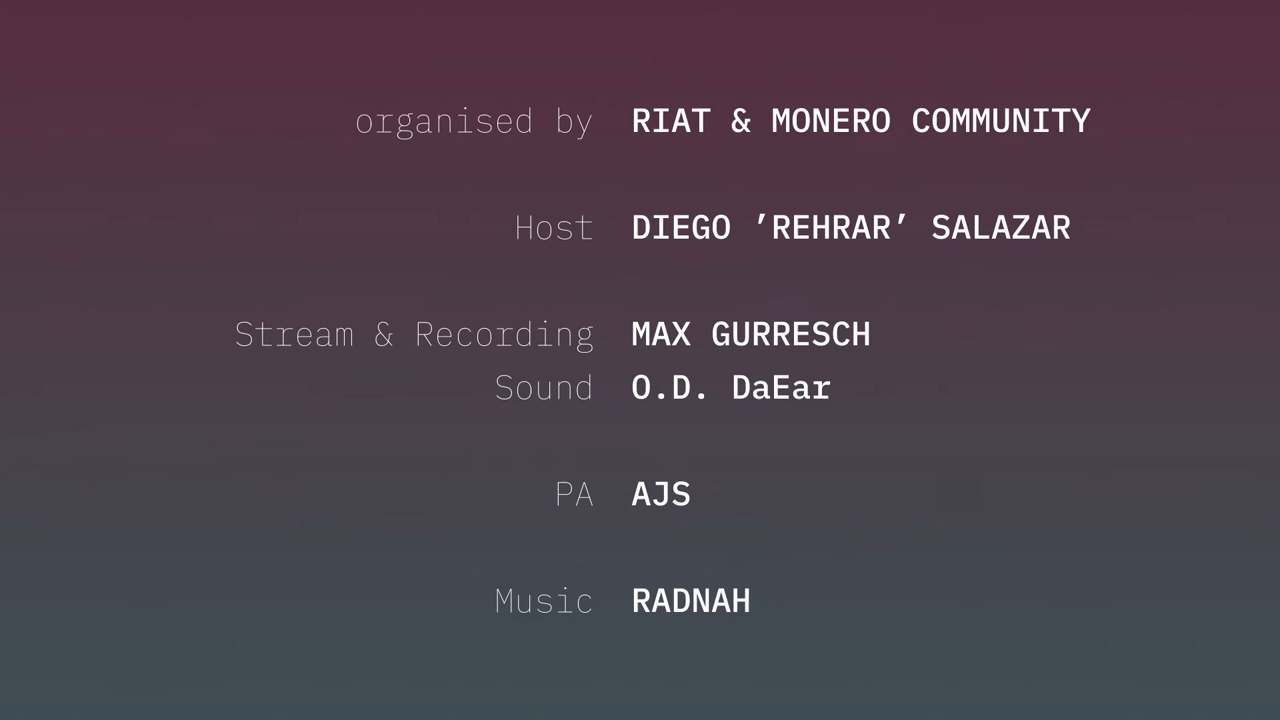 organised by RIAT & MONERO COMMUNITY
Host DIEGO ’REHRAR’ SALAZAR
Stream & Recording MAX GURRESCH
Sound O.D. DaEar
PA AJS
Music RADNAH